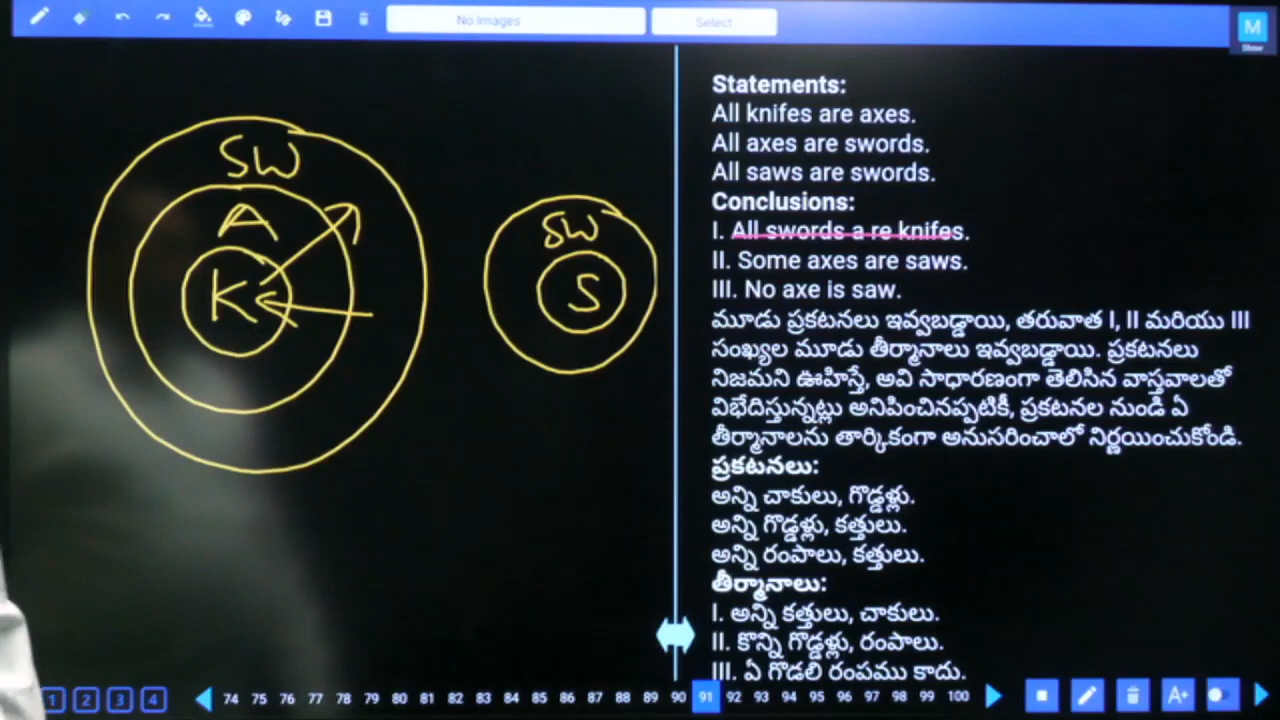 No Images
Select
M
Show
SW
A
K
SW
S
Statements:
All knifes are axes.
All axes are swords.
All saws are swords.
Conclusions:
I. All swords a re knifes.
II. Some axes are saws.
III. No axe is saw.
మూడు ప్రకటనలు ఇవ్వబడ్డాయి, తరువాత I, II మరియు III
సంఖ్యల మూడు తీర్మానాలు ఇవ్వబడ్డాయి. ప్రకటనలు
నిజమని ఊహిస్తే, అవి సాధారణంగా తెలిసిన వాస్తవాలతో
విభేదిస్తున్నట్లు అనిపించినప్పటికీ, ప్రకటనల నుండి ఏ
తీర్మానాలను తార్కికంగా అనుసరించాలో నిర్ణయించుకోండి.
ప్రకటనలు:
అన్ని చాకులు, గొడ్డళ్లు.
అన్ని గొడ్డళ్లు, కత్తులు.
అన్ని రంపాలు, కత్తులు.
తీర్మానాలు:
I. అన్ని కత్తులు, చాకులు.
II. కొన్ని గొడ్డళ్లు, రంపాలు.
III. ఏ గొడలి రంపము కాదు.
1 2 3 4 74 75 76 77 78 79 80 81 82 83 84 85 86 87 88 89 90 91 92 93 94 95 96 97 98 99 100 A+